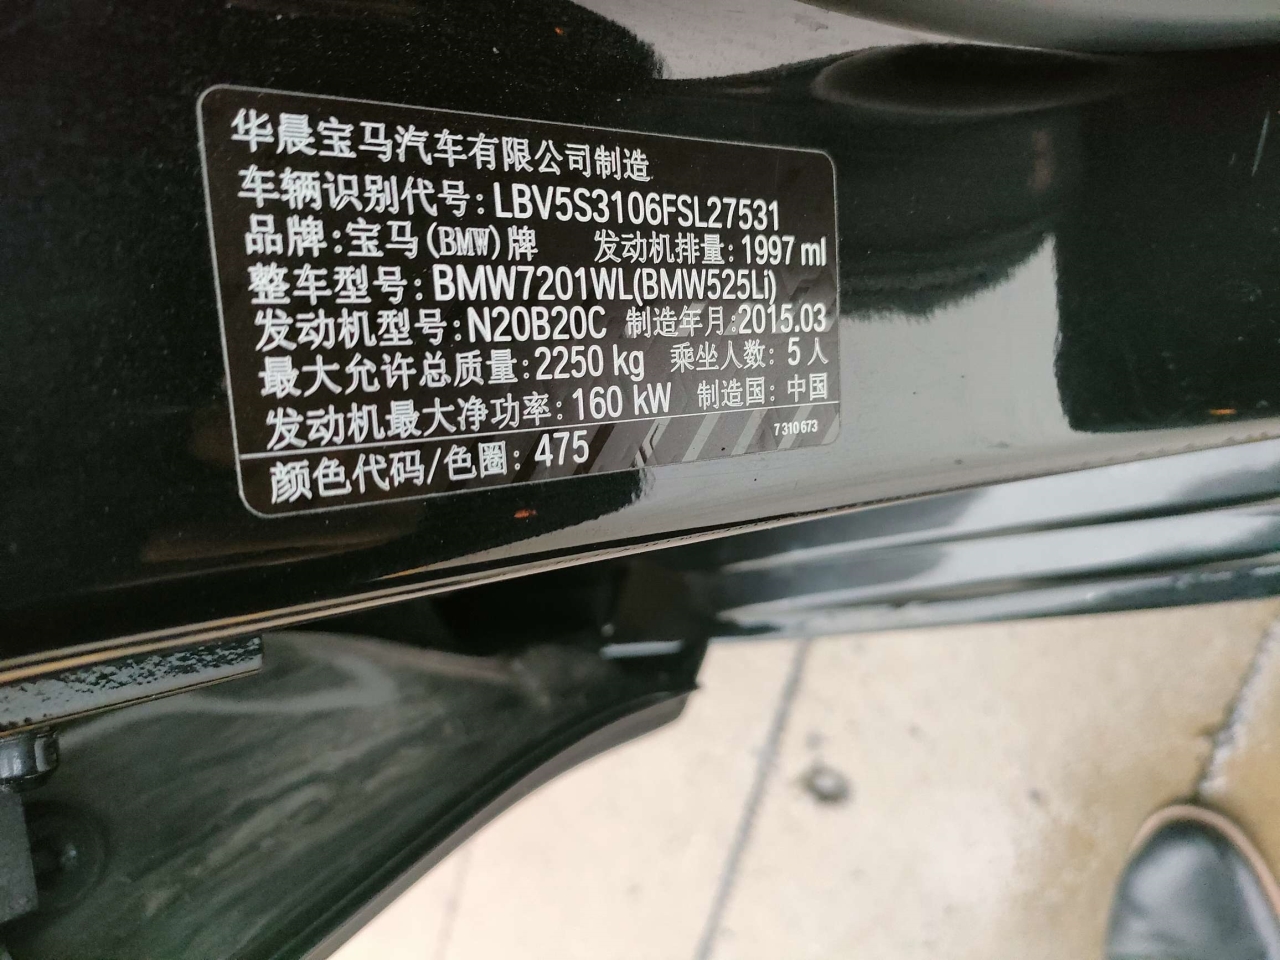 华晨宝马汽车有限公司制造
车辆识别代号:LBV5S3106FSL27531
品牌:宝马(BMW)牌 发动机排量:1997 ml
整车型号:BMW7201WL(BMW525Li)
发动机型号:N20B20C 制造年月:2015.03
最大允许总质量:2250 kg 乘坐人数:5人
发动机最大净功率:160 kW 制造国:中国
7310673
颜色代码/色圈:475